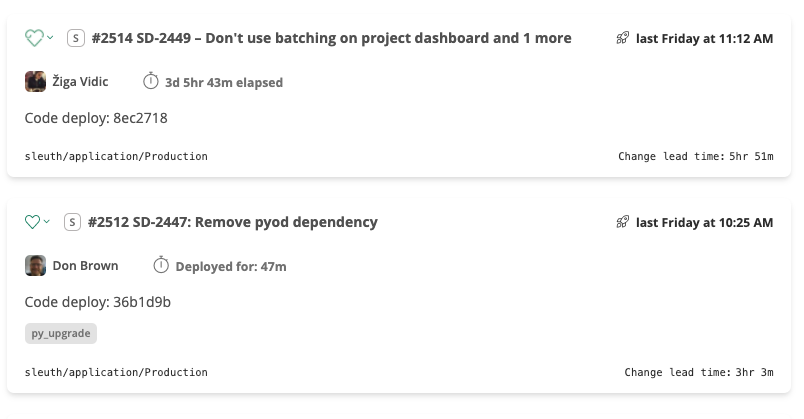 S #2514 SD-2449 – Don't use batching on project dashboard and 1 more last Friday at 11:12 AM
Žiga Vidic 3d 5hr 43m elapsed
Code deploy: 8ec2718
sleuth/application/Production Change lead time: 5hr 51m
S #2512 SD-2447: Remove pyod dependency last Friday at 10:25 AM
Don Brown Deployed for: 47m
Code deploy: 36b1d9b
py_upgrade
sleuth/application/Production Change lead time: 3hr 3m